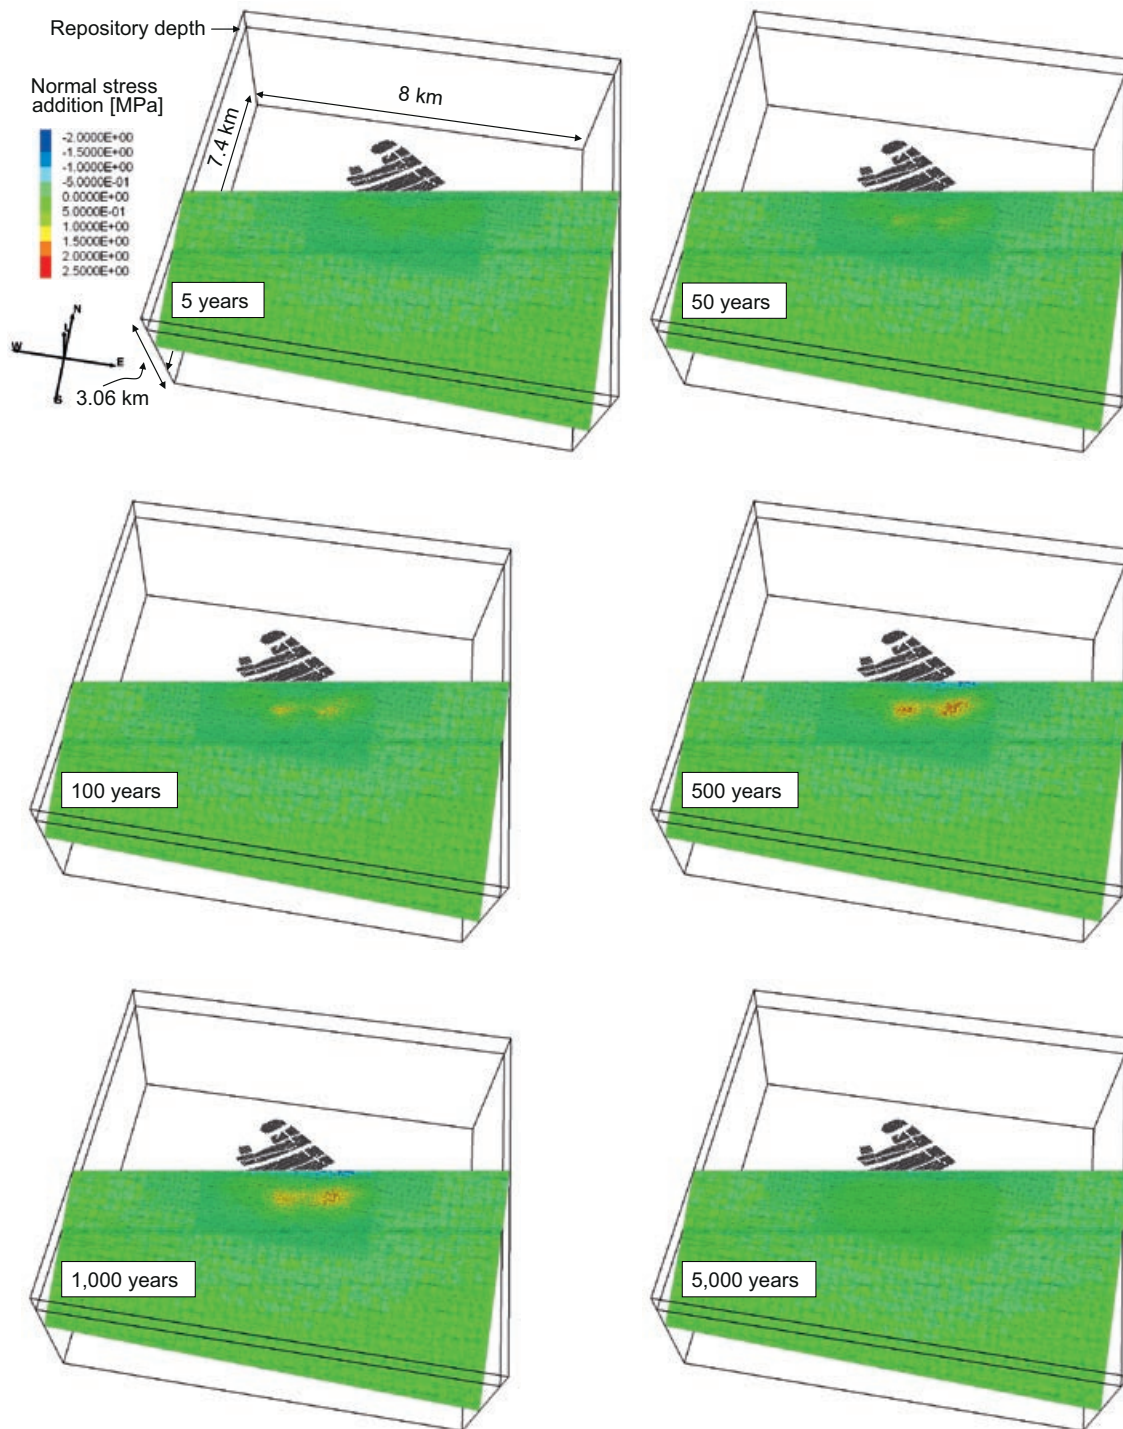 Repository depth
Normal stress
addition [MPa]
-2.0000E+00
-1.5000E+00
-1.0000E+00
-5.0000E-01
0.0000E+00
5.0000E-01
1.0000E+00
1.5000E+00
2.0000E+00
2.5000E+00
8 km
7.4 km
5 years
50 years
N
W
E
S
3.06 km
100 years
500 years
1,000 years
5,000 years